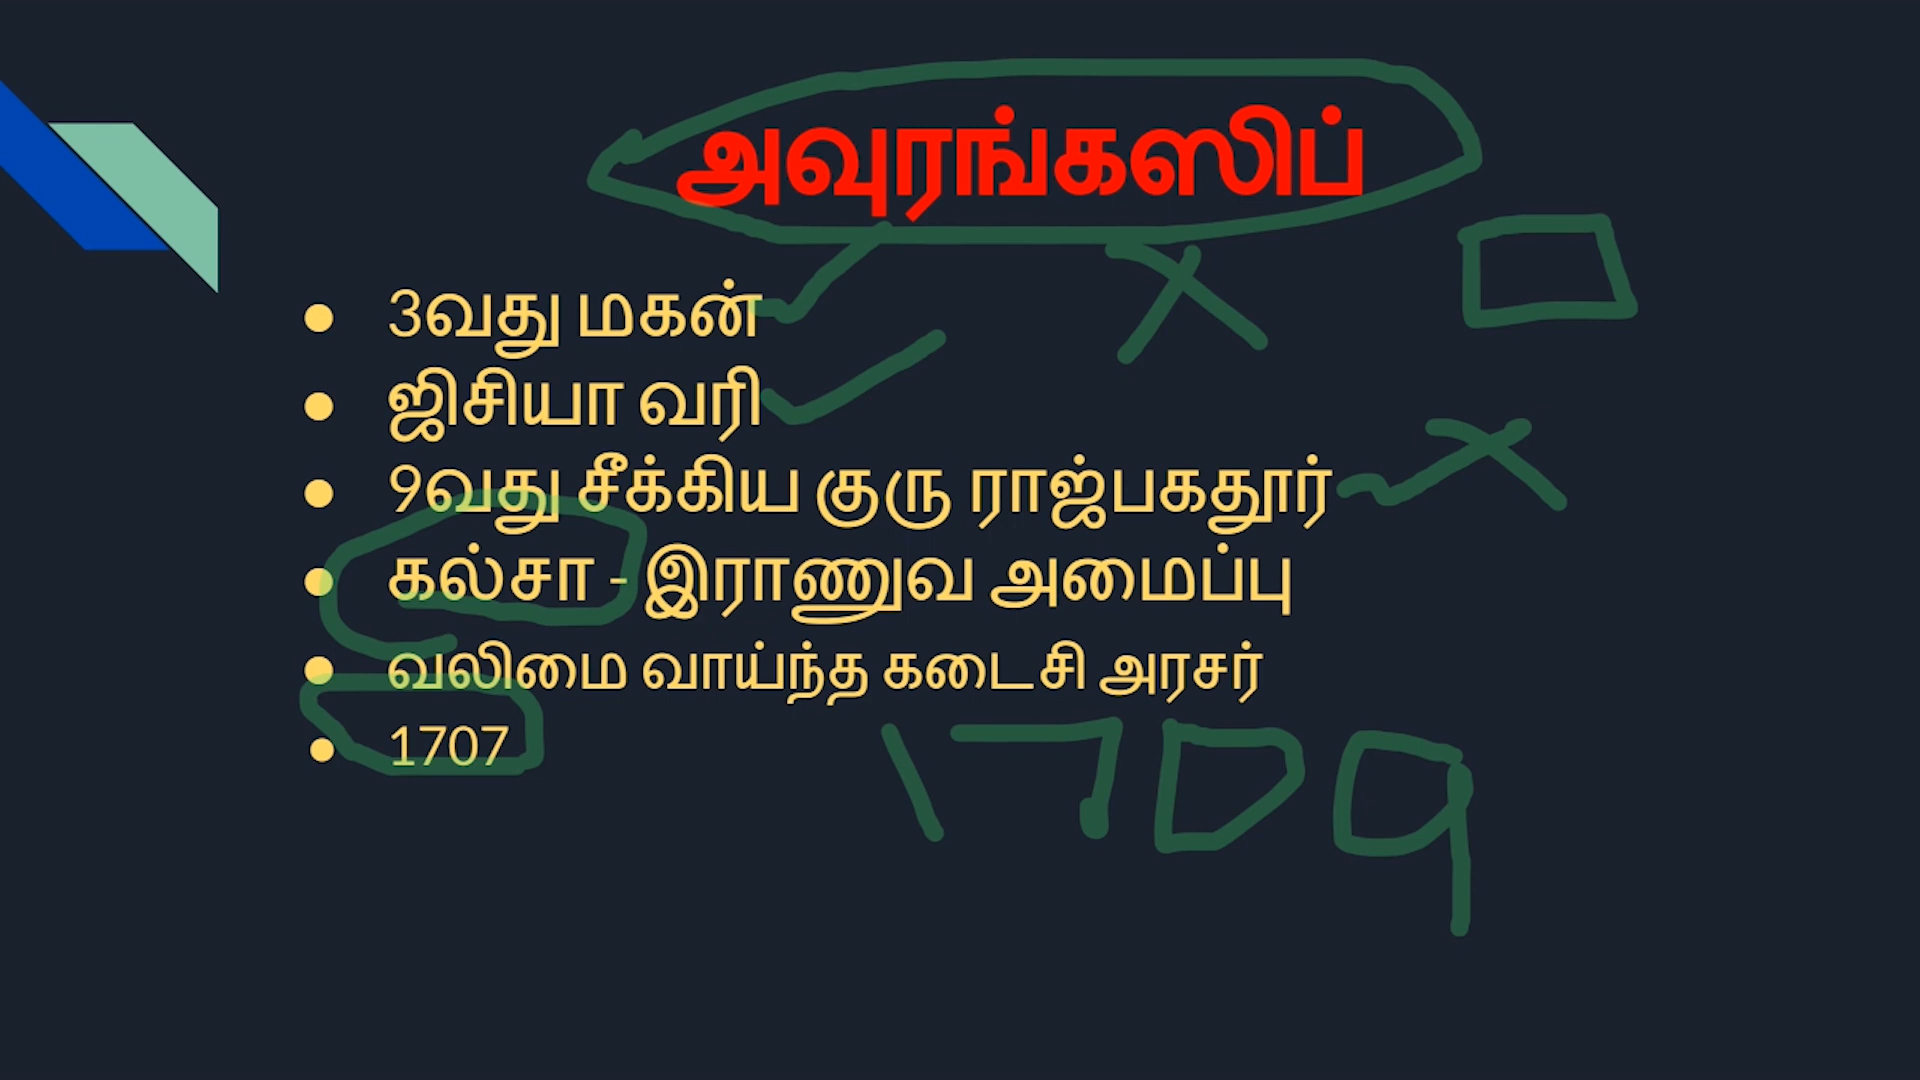 அவுரங்கஸிப்
● 3வது மகன்
● ஜிசியா வரி
● 9வது சீக்கிய குரு ராஜ்பகதூர்
● கல்சா - இராணுவ அமைப்பு
● வலிமை வாய்ந்த கடைசி அரசர்
● 1707
1709